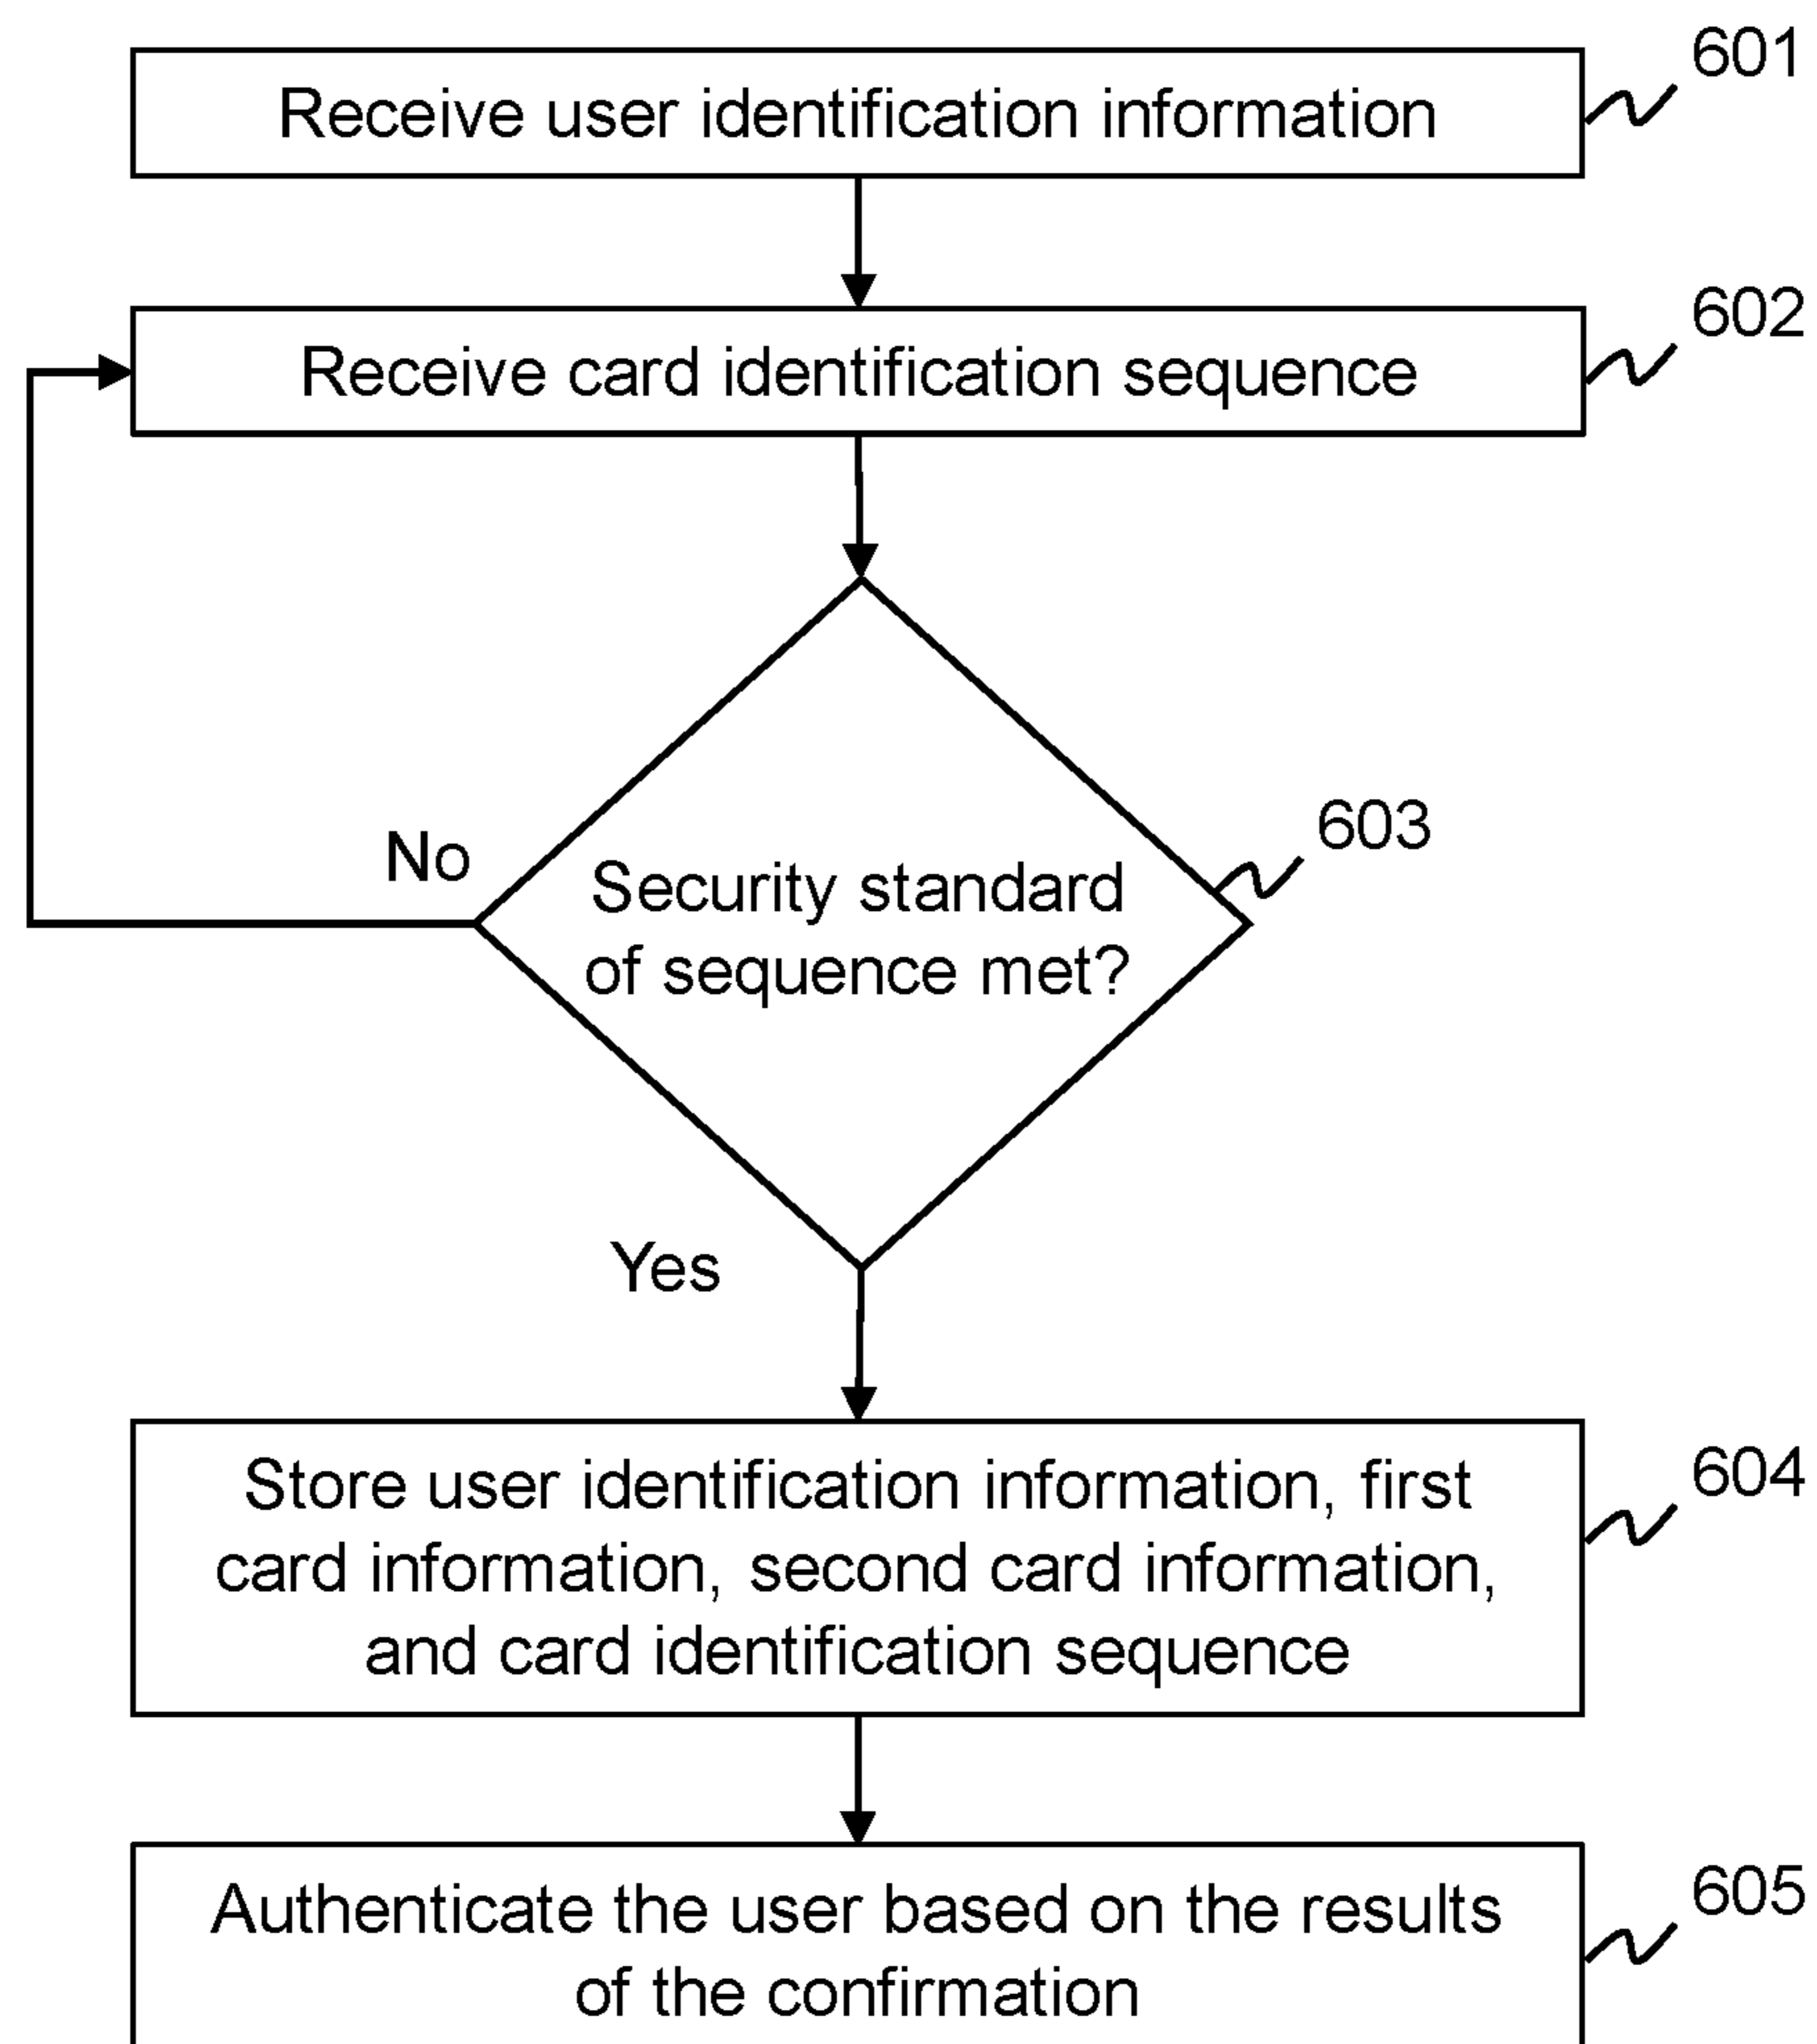 601
Receive user identification information
602
Receive card identification sequence
603
No
Security standard
of sequence met?
Yes
604
Store user identification information, first
card information, second card information,
and card identification sequence
605
Authenticate the user based on the results
of the confirmation